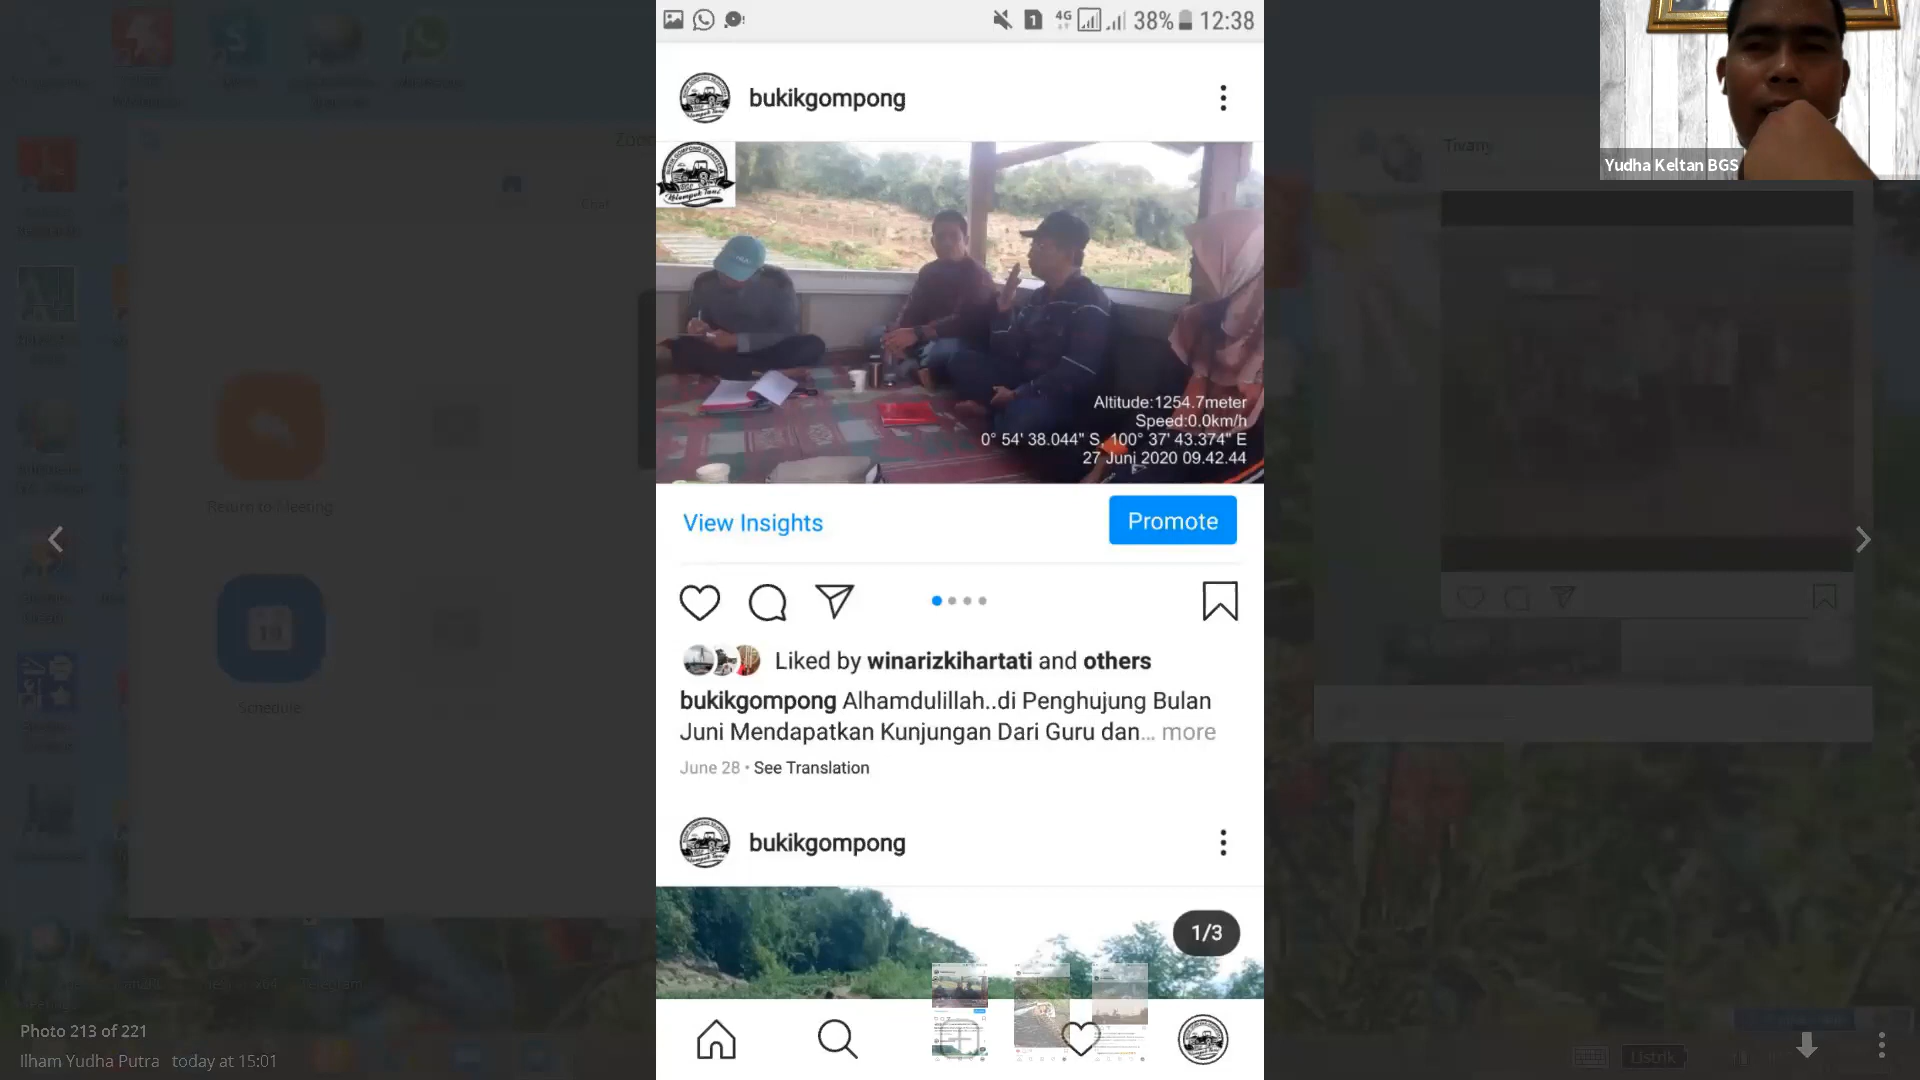 38% 12:38
bukikgompong
Altitude:1254.7meter
Speed:0.0km/h
0° 54' 38.044" S, 100° 37' 43.374" E
27 Juni 2020 09.42.44
View Insights
Promote
Liked by winarizkihartati and others
bukikgompong Alhamdulillah..di Penghujung Bulan
Juni Mendapatkan Kunjungan Dari Guru dan... more
June 28 • See Translation
bukikgompong
1/3
Yudha Keltan BGS
Return to Meeting
Schedule
19
Photo 213 of 221
Ilham Yudha Putra today at 15:01
Listrik